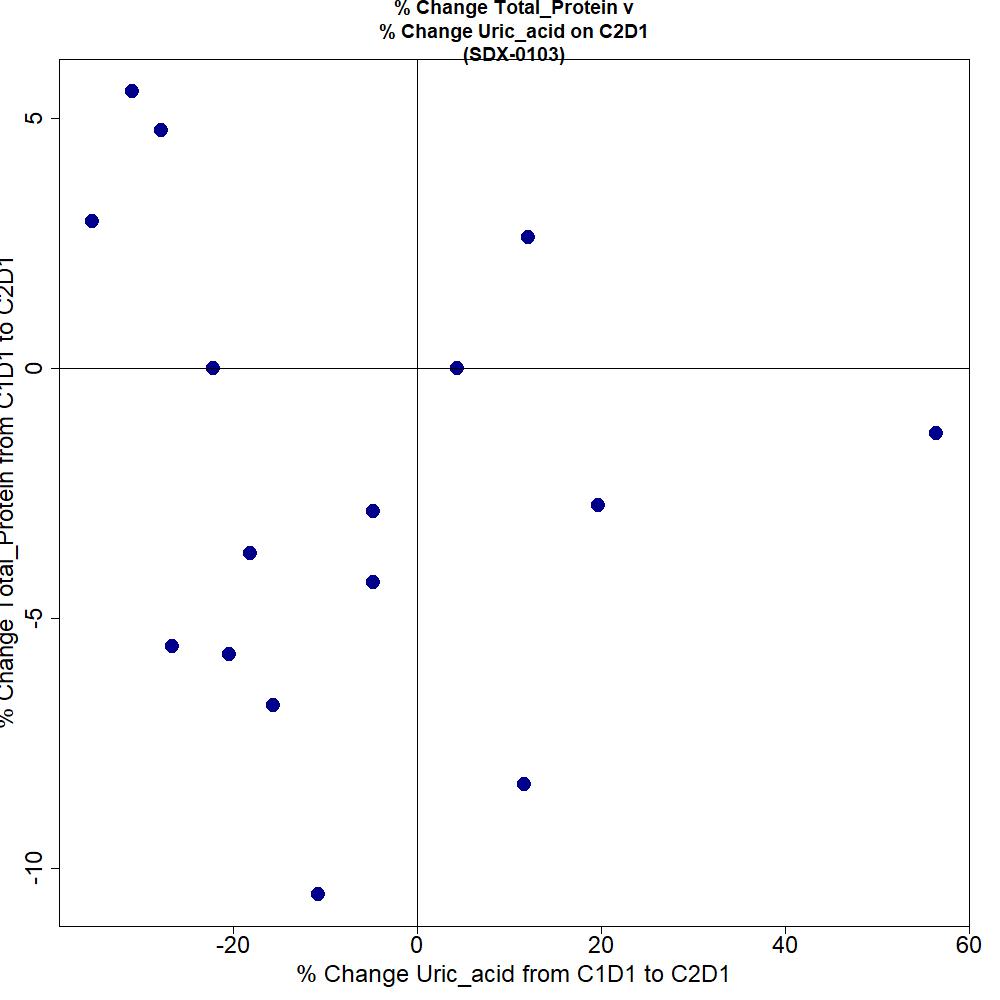 % Change Total_Protein v
% Change Uric_acid on C2D1
(SDX-0103)
% Change Total_Protein from C1D1 to C2D1
5
0
-5
-10
-20
0
20
40
60
% Change Uric_acid from C1D1 to C2D1